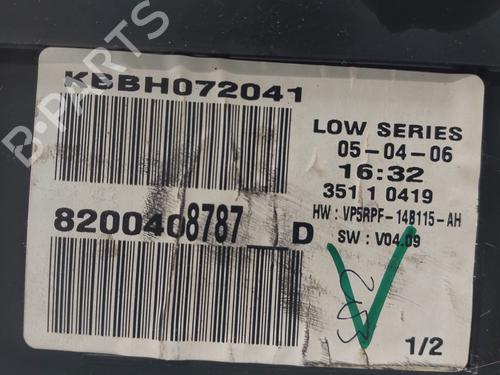 KBBH072041
LOW SERIES
05-04-06
16:32
351 1 0419
HW : VP5RPF-14B115-AH
SW : V04.09
8200408787__D
1/2
B-PARTS